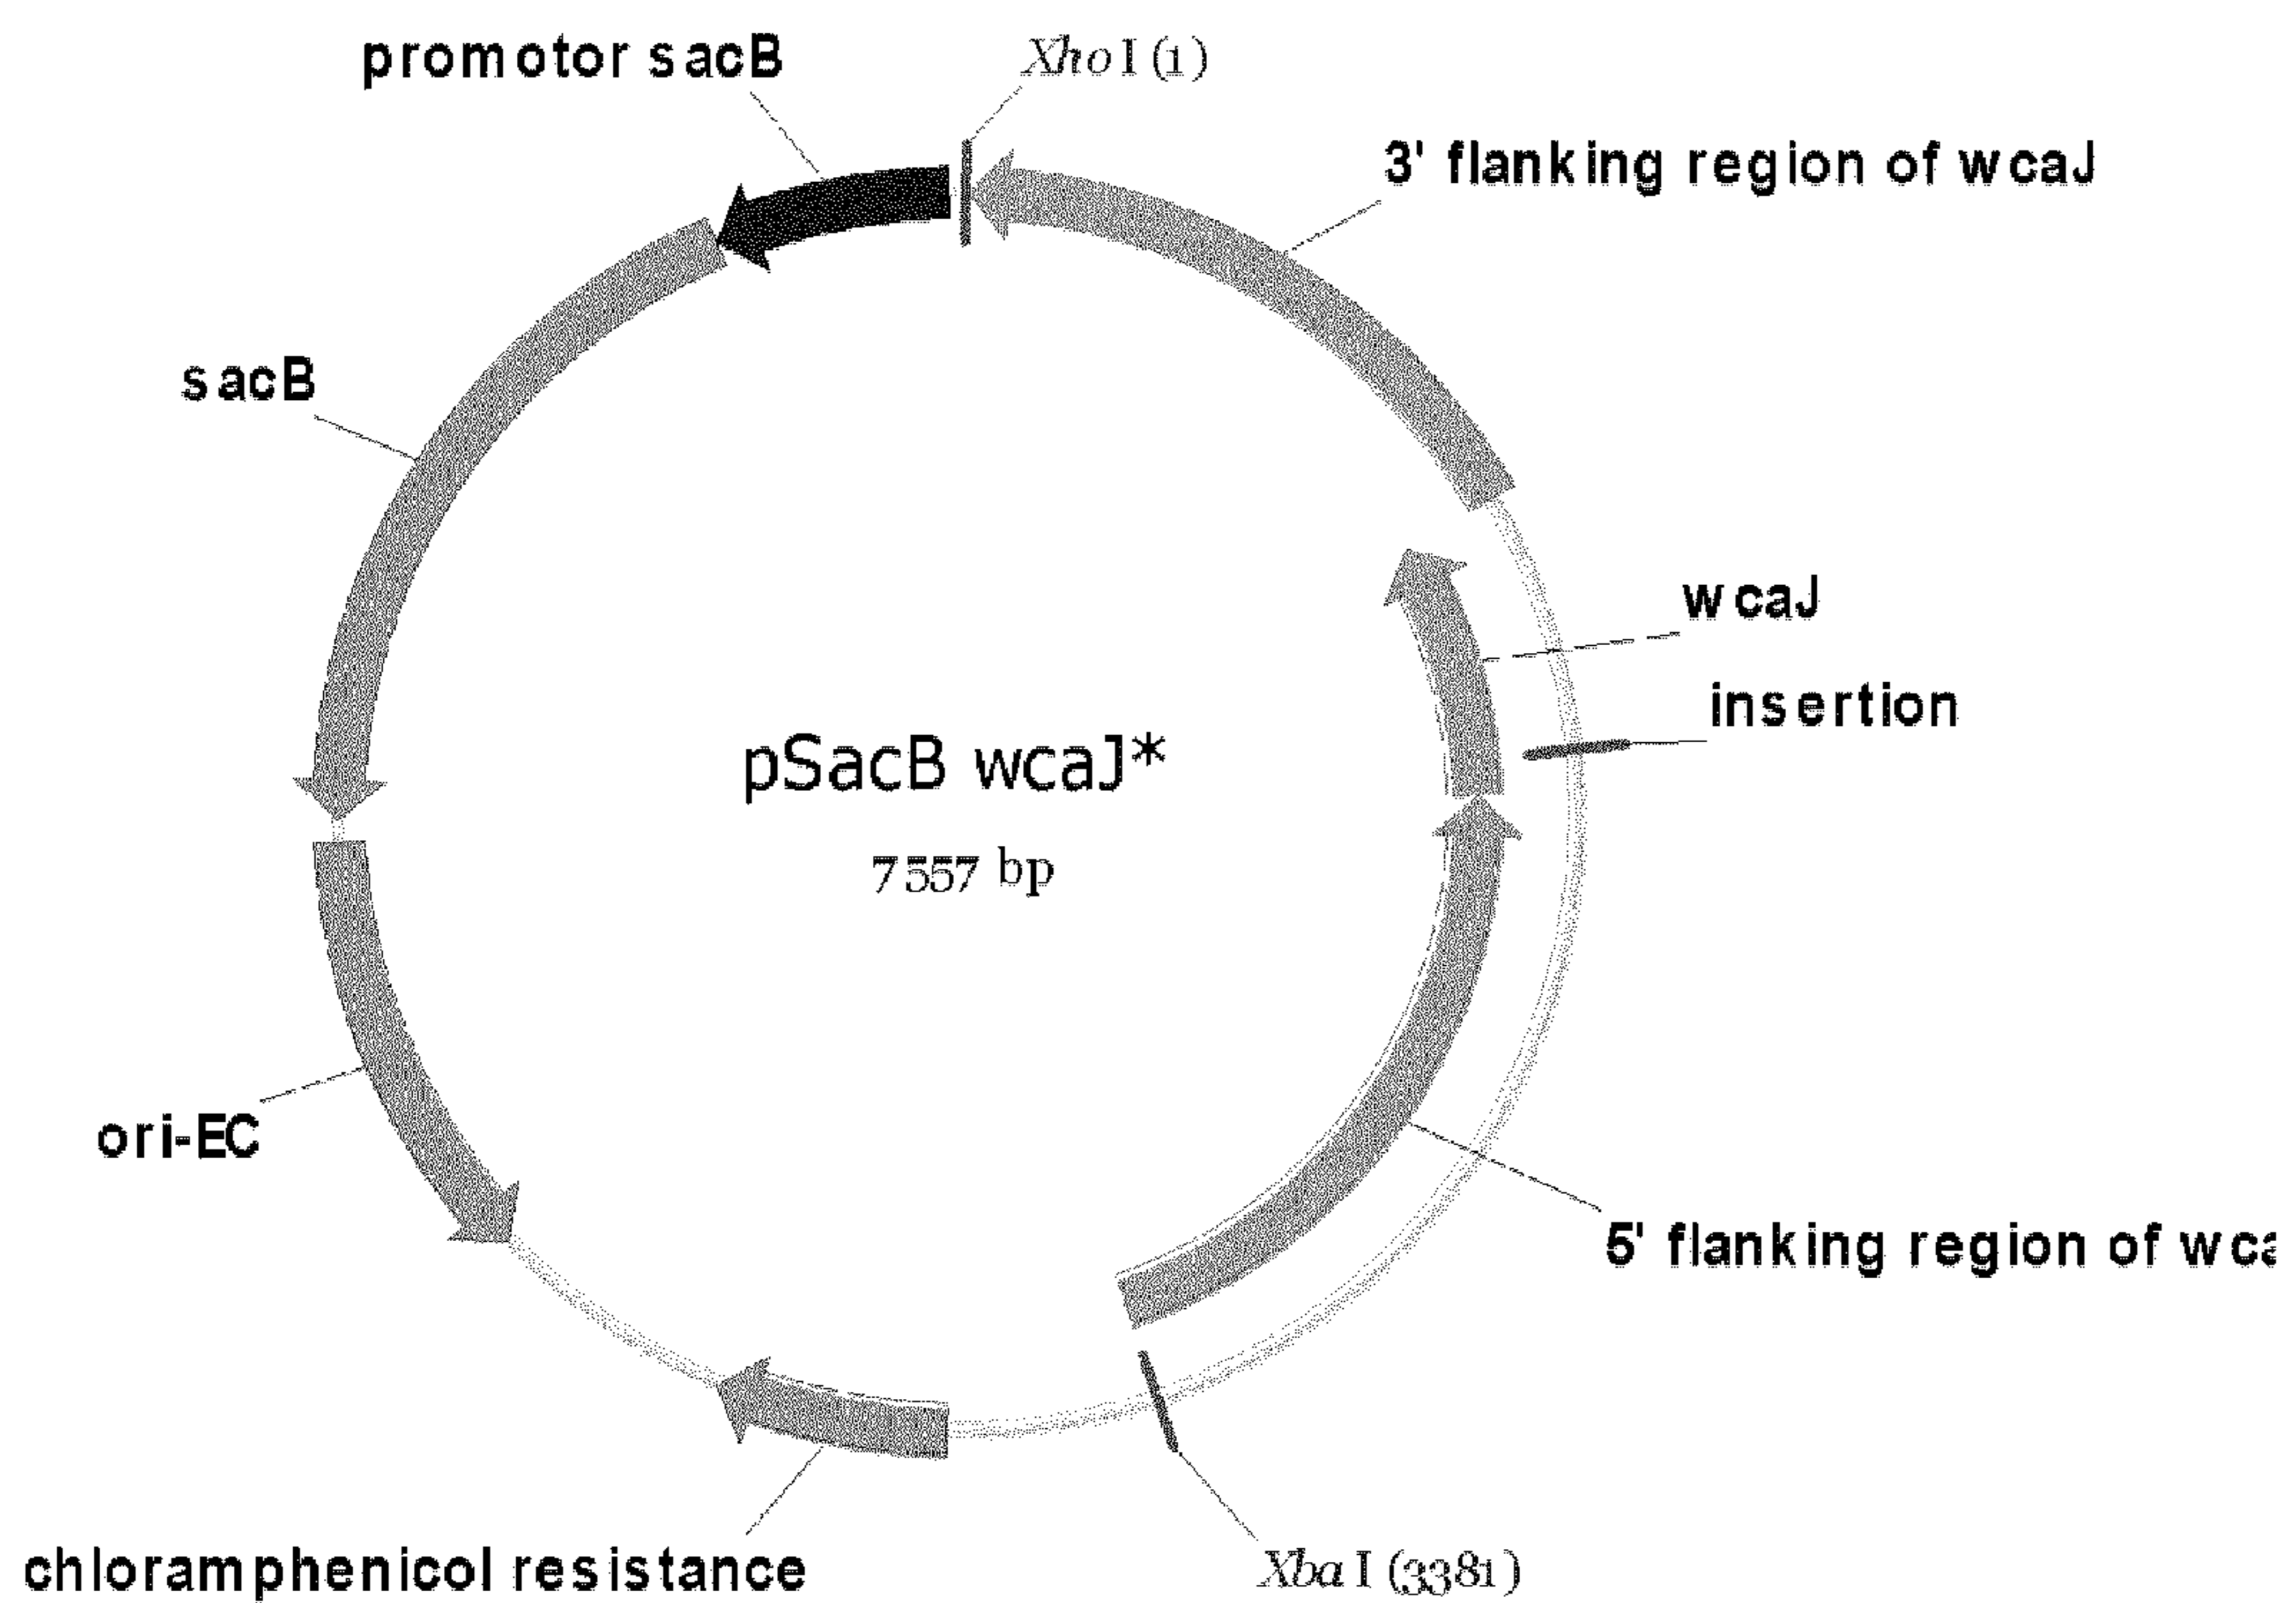 promotor sacB
XhoI (1)
3' flanking region of wcaJ
sacB
wcaJ
insertion
pSacB wcaJ*
7557 bp
ori-EC
5' flanking region of wca
chloramphenicol resistance
XbaI (3381)